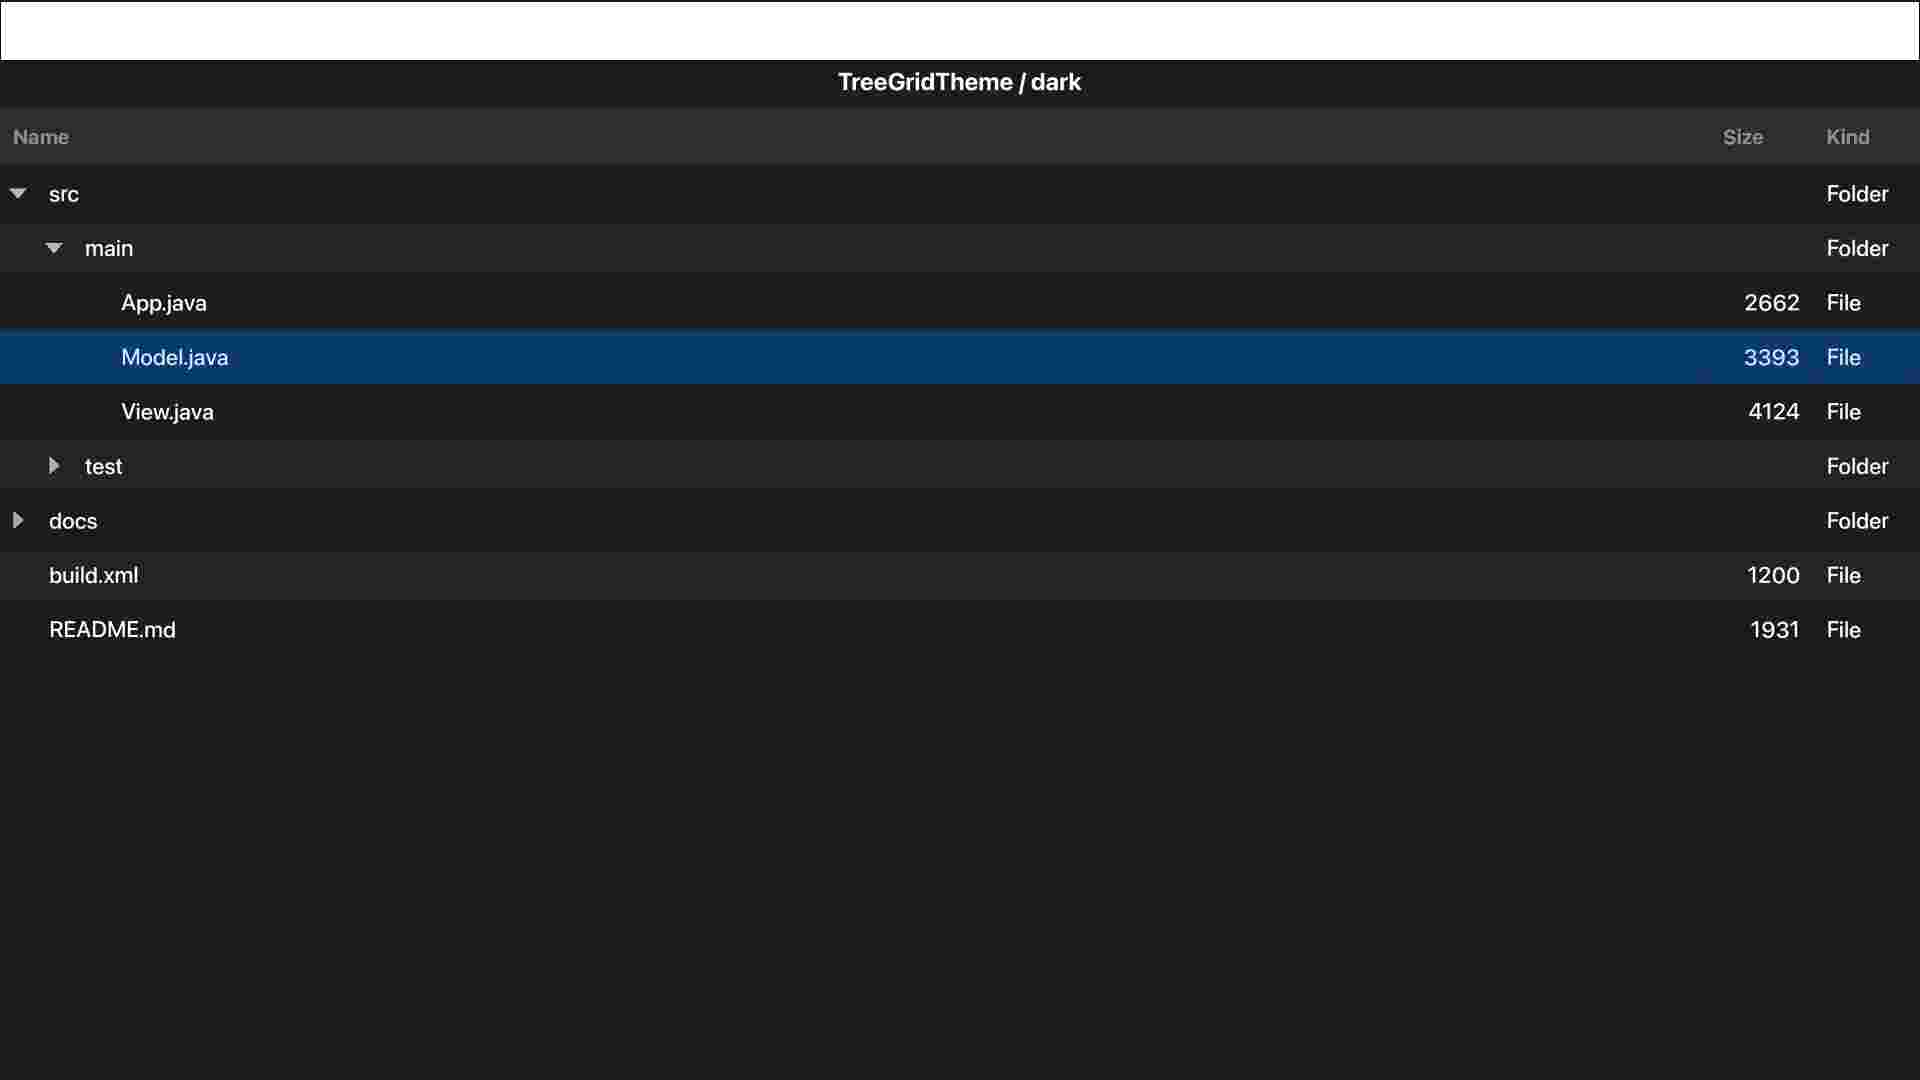 TreeGridTheme / dark
Name Size Kind
src Folder
main Folder
App.java 2662 File
Model.java 3393 File
View.java 4124 File
test Folder
docs Folder
build.xml 1200 File
README.md 1931 File